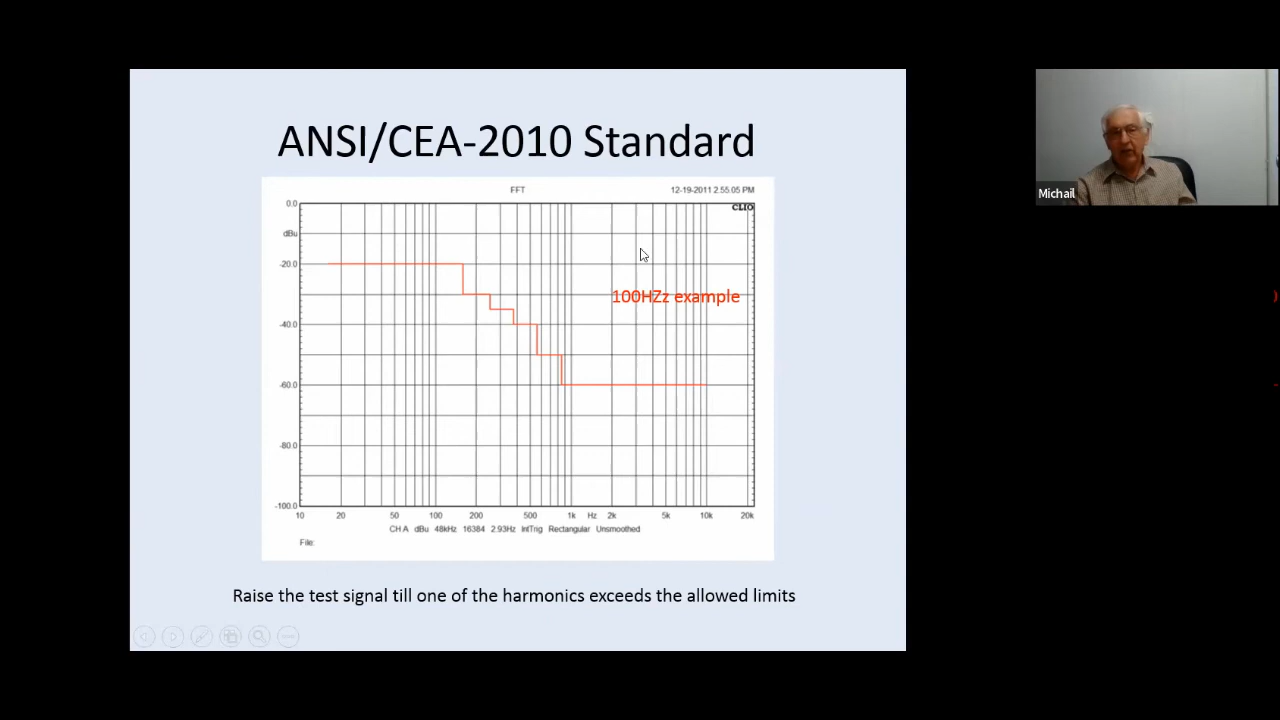 ANSI/CEA-2010 Standard
FFT
12-19-2011 2.55.05 PM
CLIO
0.0
dBu
-20.0
-40.0
-60.0
-80.0
-100.0
100HZz example
10 20 50 100 200 500 1k Hz 2k 5k 10k 20k
CH A dBu 48kHz 16384 2.93Hz IntTrig Rectangular Unsmoothed
File:
Raise the test signal till one of the harmonics exceeds the allowed limits
Michail